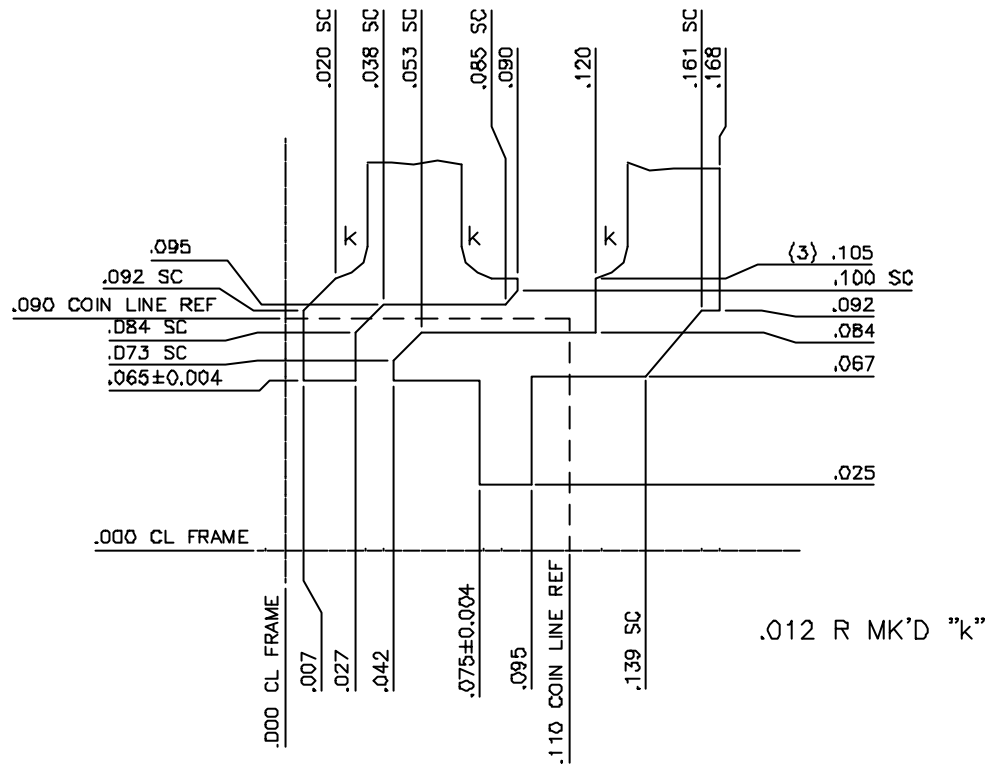 .020 SC
.038 SC
.053 SC
.085 SC
.090
.120
.161 SC
.168
k
k
k
.095
.092 SC
.090 COIN LINE REF
.084 SC
.073 SC
.065±0.004
(3) .105
.100 SC
.092
.084
.067
.025
.000 CL FRAME
.000 CL FRAME
.007
.027
.042
.075±0.004
.095
.110 COIN LINE REF
.139 SC
.012 R MK'D "k"